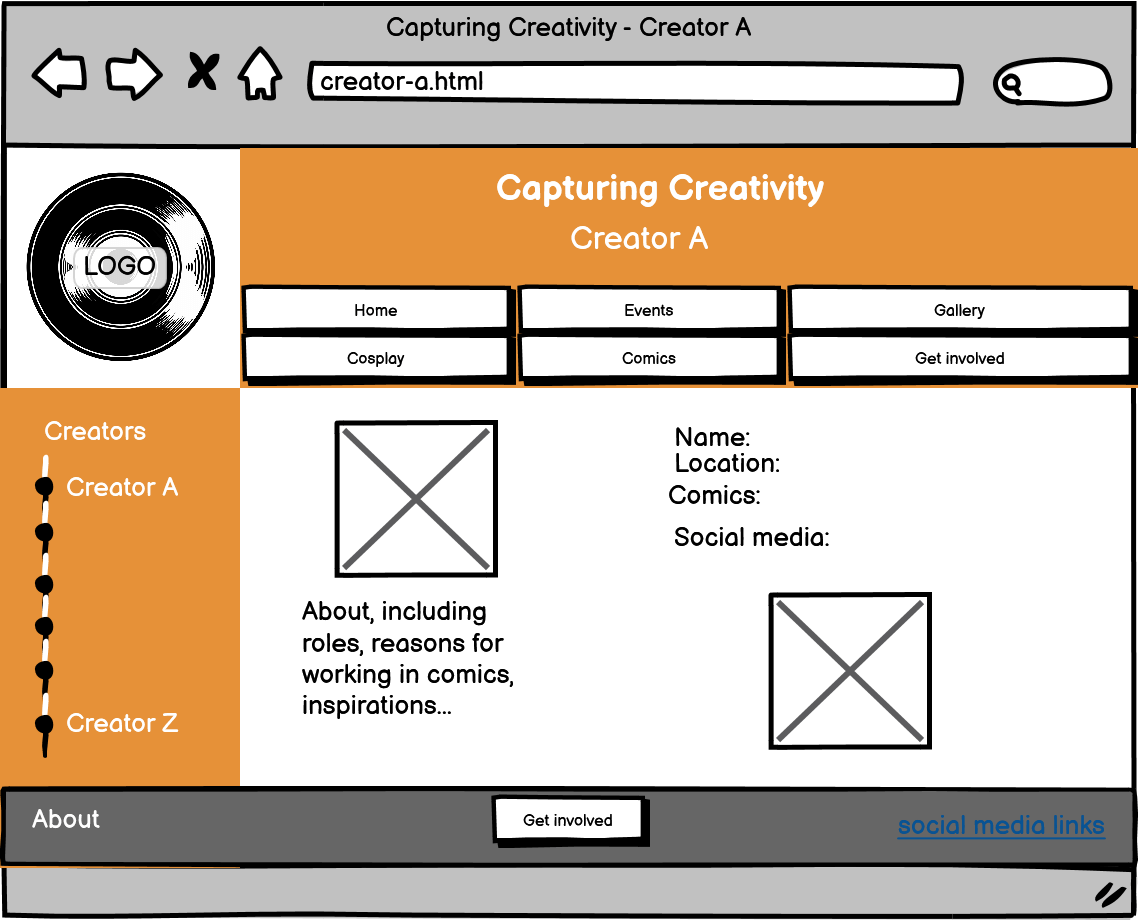 Capturing Creativity - Creator A
creator-a.html
LOGO
Capturing Creativity
Creator A
Home
Events
Gallery
Cosplay
Comics
Get involved
Creators
Creator A
Creator Z
About, including
roles, reasons for
working in comics,
inspirations...
Name:
Location:
Comics:
Social media:
About
Get involved
social media links